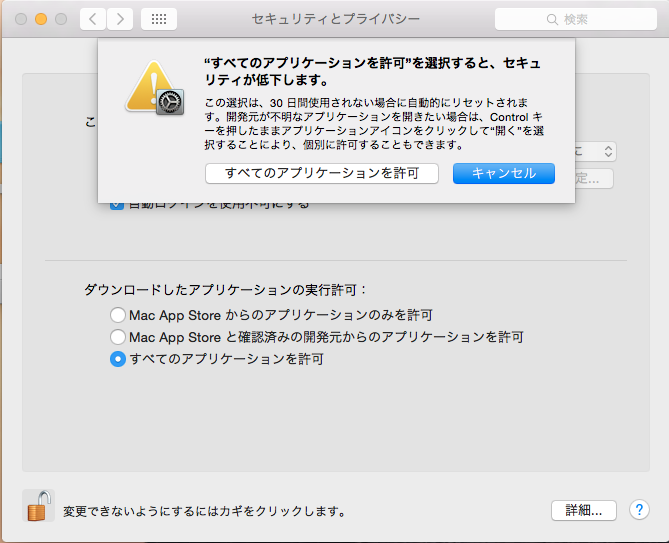 セキュリティとプライバシー
検索
“すべてのアプリケーションを許可”を選択すると、セキュ
リティが低下します。
この選択は、30 日間使用されない場合に自動的にリセットされま
す。開発元が不明なアプリケーションを開きたい場合は、Control キ
ーを押したままアプリケーションアイコンをクリックして“開く”を選
択することにより、個別に許可することもできます。
すべてのアプリケーションを許可
キャンセル
こ
に
定...
自動ログインを使用不可にする
ダウンロードしたアプリケーションの実行許可：
Mac App Store からのアプリケーションのみを許可
Mac App Store と確認済みの開発元からのアプリケーションを許可
すべてのアプリケーションを許可
変更できないようにするにはカギをクリックします。
詳細...
?